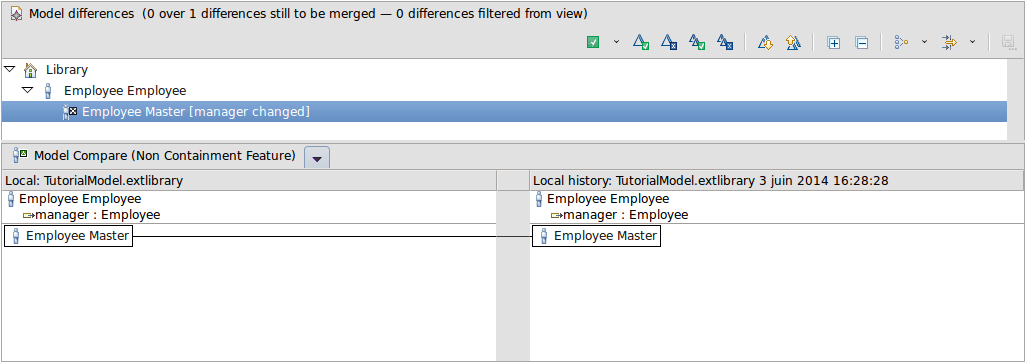 Model differences (0 over 1 differences still to be merged — 0 differences filtered from view)
Library
Employee Employee
Employee Master [manager changed]
Model Compare (Non Containment Feature)
Local: TutorialModel.extlibrary
Local history: TutorialModel.extlibrary 3 juin 2014 16:28:28
Employee Employee
Employee Employee
manager : Employee
manager : Employee
Employee Master
Employee Master